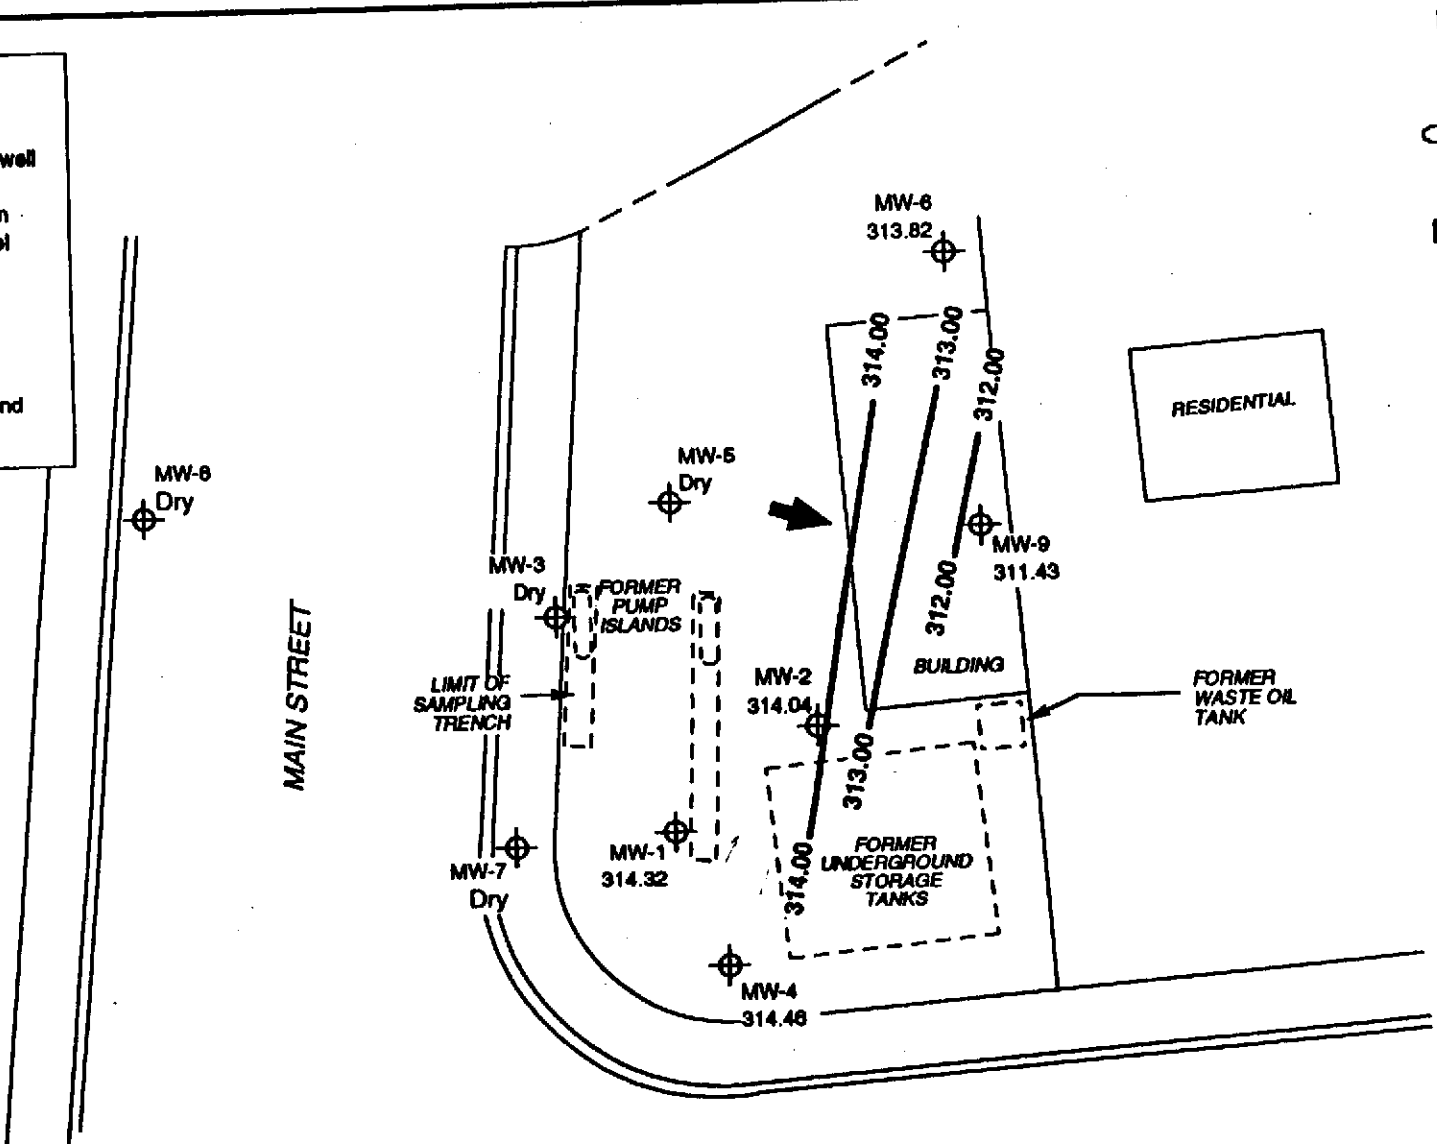 well
nd
MW-6
313.82
314.00
313.00
312.00
RESIDENTIAL
MW-8
Dry
MW-5
Dry
MW-9
311.43
MW-3
Dry
FORMER
PUMP
ISLANDS
312.00
MAIN STREET
BUILDING
LIMIT OF
SAMPLING
TRENCH
MW-2
314.04
FORMER
WASTE OIL
TANK
313.00
MW-1
314.32
MW-7
Dry
314.00
FORMER
UNDERGROUND
STORAGE
TANKS
MW-4
314.46